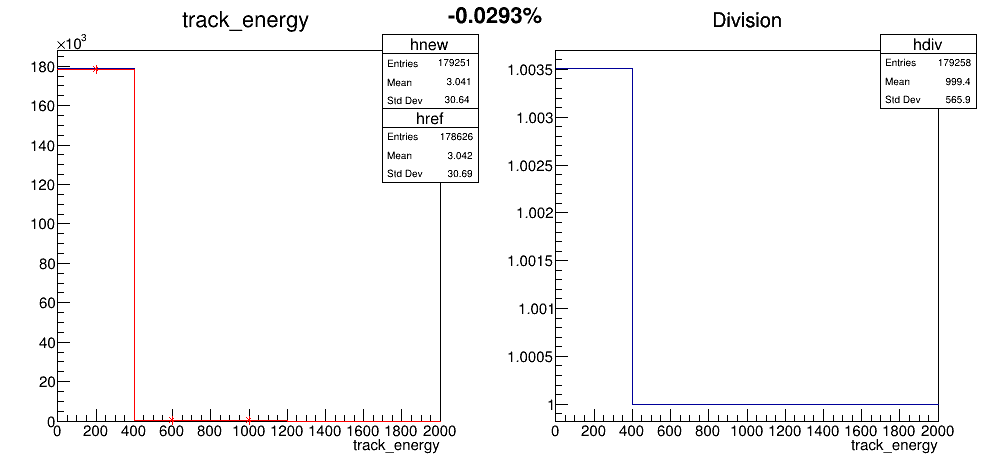 -0.0293%
track_energy
×10³
hnew
Entries 179251
Mean 3.041
Std Dev 30.64
href
Entries 178626
Mean 3.042
Std Dev 30.69
180
160
140
120
100
80
60
40
20
0
0 200 400 600 800 1000 1200 1400 1600 1800 2000
track_energy
Division
hdiv
Entries 179258
Mean 999.4
Std Dev 565.9
1.0035
1.003
1.0025
1.002
1.0015
1.001
1.0005
1
0 200 400 600 800 1000 1200 1400 1600 1800 2000
track_energy